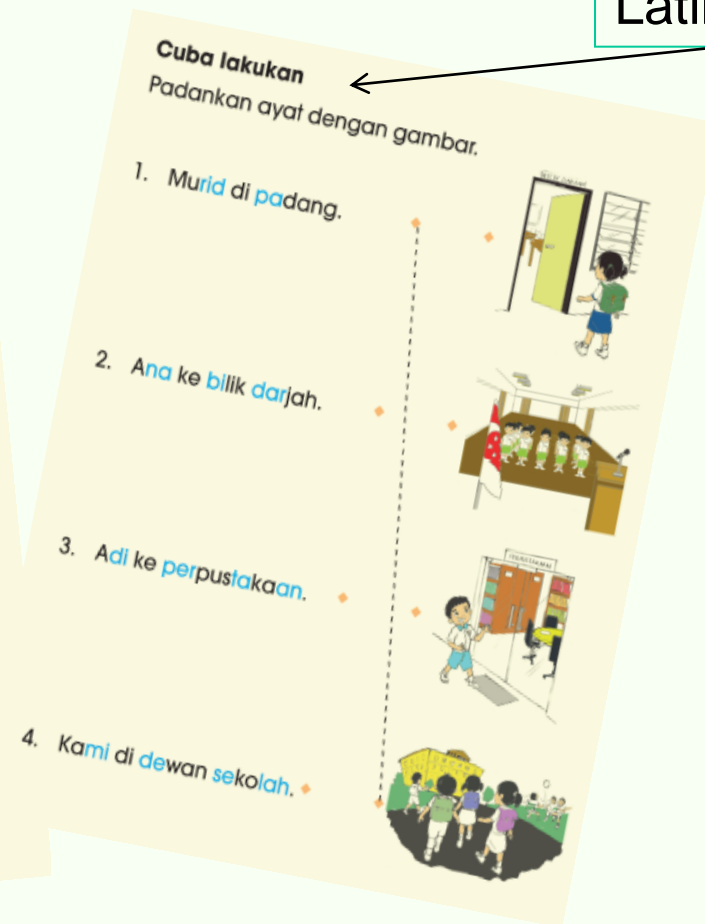 Lati
Cuba lakukan
Padankan ayat dengan gambar.
1. Murid di padang.
2. Ana ke bilik darjah.
3. Adi ke perpustakaan.
4. Kami di dewan sekolah.